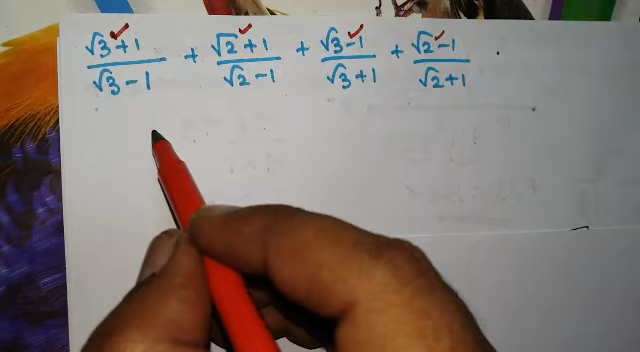 (√3+1)/(√3−1) + (√2+1)/(√2−1) + (√3−1)/(√3+1) + (√2−1)/(√2+1) .